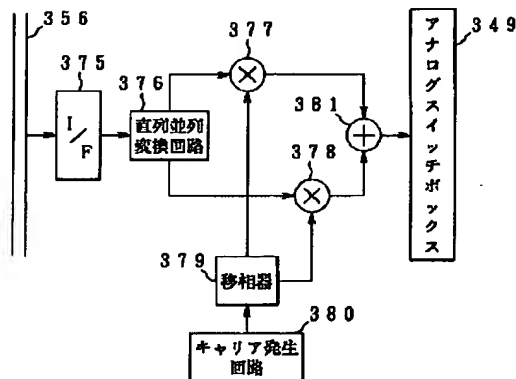 356
375
I/F
376
直列並列
変換回路
377
×
378
×
381
+
349
アナログスイッチボックス
379
移相器
380
キャリア発生
回路